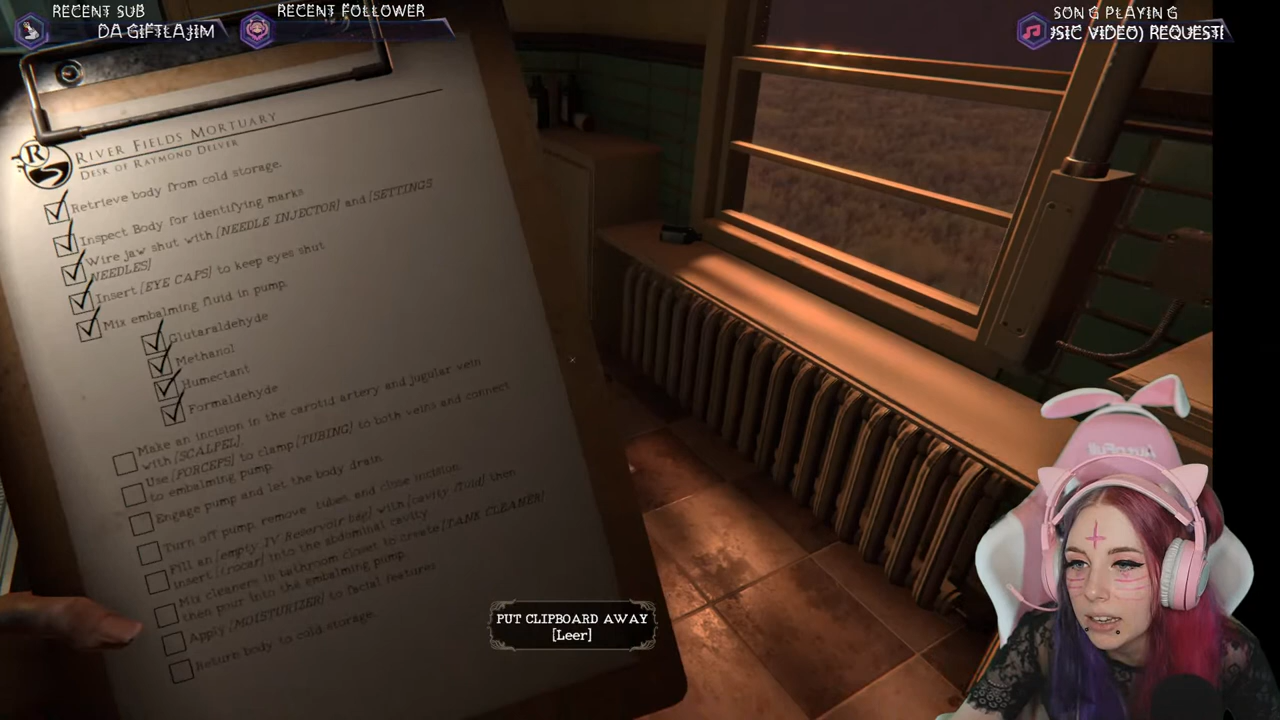 RECENT SUB
DA GIFTLAJIM
RECENT FOLLOWER
SONG PLAYING
SIC VIDEO) REQUEST
R
RIVER FIELDS MORTUARY
DESK OF RAYMOND DELVER
Retrieve body from cold storage.
Inspect Body for identifying marks
Wire jaw shut with [NEEDLE INJECTOR] and [SETTINGS
NEEDLES]
Insert [EYE CAPS] to keep eyes shut
Mix embalming fluid in pump.
Glutaraldehyde
Methanol
Humectant
Formaldehyde
Make an incision in the carotid artery and jugular vein
with [SCALPEL].
Use [FORCEPS] to clamp [TUBING] to both veins and connect
to embalming pump.
Engage pump and let the body drain
Turn off pump, remove tubes, and close incision.
Fill an [empty IV Reservoir bag] with [cavity fluid] then
insert [trocar] into the abdominal cavity.
Mix cleaners in bathroom closet to create [TANK CLEANER]
then pour into the embalming pump.
Apply [MOISTURIZER] to facial features
Return body to cold storage.
PUT CLIPBOARD AWAY
[Leer]